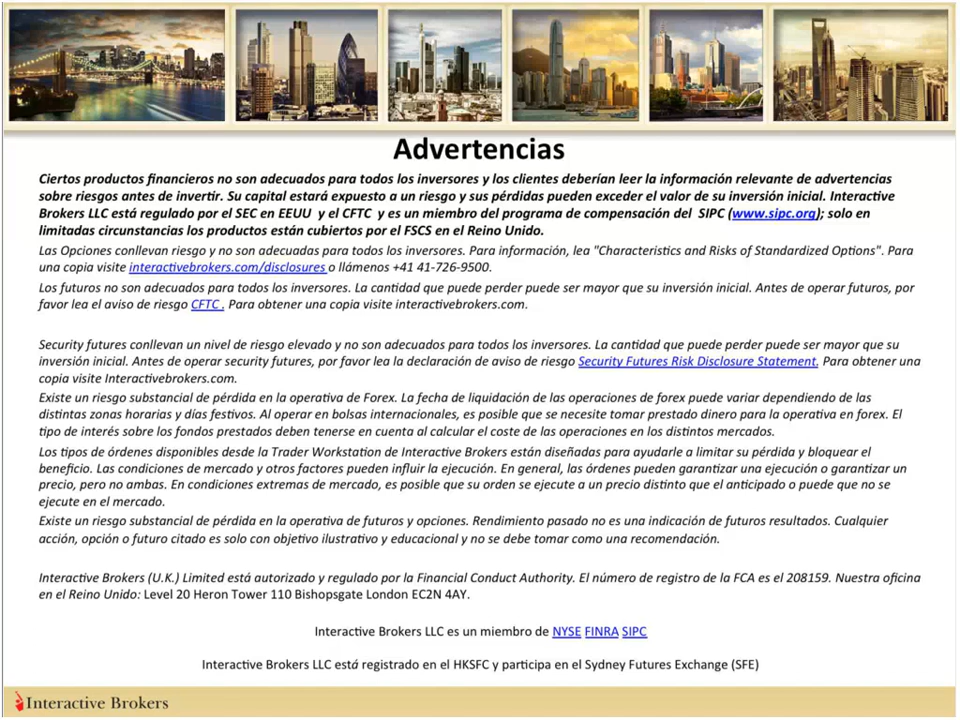 Advertencias
Ciertos productos financieros no son adecuados para todos los inversores y los clientes deberían leer la información relevante de advertencias
sobre riesgos antes de invertir. Su capital estará expuesto a un riesgo y sus pérdidas pueden exceder el valor de su inversión inicial. Interactive
Brokers LLC está regulado por el SEC en EEUU y el CFTC y es un miembro del programa de compensación del SIPC (www.sipc.org); solo en
limitadas circunstancias los productos están cubiertos por el FSCS en el Reino Unido.
Las Opciones conllevan riesgo y no son adecuadas para todos los inversores. Para información, lea "Characteristics and Risks of Standardized Options". Para
una copia visite interactivebrokers.com/disclosures o llámenos +41 41-726-9500.
Los futuros no son adecuados para todos los inversores. La cantidad que puede perder puede ser mayor que su inversión inicial. Antes de operar futuros, por
favor lea el aviso de riesgo CFTC . Para obtener una copia visite interactivebrokers.com.
Security futures conllevan un nivel de riesgo elevado y no son adecuados para todos los inversores. La cantidad que puede perder puede ser mayor que su
inversión inicial. Antes de operar security futures, por favor lea la declaración de aviso de riesgo Security Futures Risk Disclosure Statement. Para obtener una
copia visite Interactivebrokers.com.
Existe un riesgo substancial de pérdida en la operativa de Forex. La fecha de liquidación de las operaciones de forex puede variar dependiendo de las
distintas zonas horarias y días festivos. Al operar en bolsas internacionales, es posible que se necesite tomar prestado dinero para la operativa en forex. El
tipo de interés sobre los fondos prestados deben tenerse en cuenta al calcular el coste de las operaciones en los distintos mercados.
Los tipos de órdenes disponibles desde la Trader Workstation de Interactive Brokers están diseñadas para ayudarle a limitar su pérdida y bloquear el
beneficio. Las condiciones de mercado y otros factores pueden influir la ejecución. En general, las órdenes pueden garantizar una ejecución o garantizar un
precio, pero no ambas. En condiciones extremas de mercado, es posible que su orden se ejecute a un precio distinto que el anticipado o puede que no se
ejecute en el mercado.
Existe un riesgo substancial de pérdida en la operativa de futuros y opciones. Rendimiento pasado no es una indicación de futuros resultados. Cualquier
acción, opción o futuro citado es solo con objetivo ilustrativo y educacional y no se debe tomar como una recomendación.
Interactive Brokers (U.K.) Limited está autorizado y regulado por la Financial Conduct Authority. El número de registro de la FCA es el 208159. Nuestra oficina
en el Reino Unido: Level 20 Heron Tower 110 Bishopsgate London EC2N 4AY.
Interactive Brokers LLC es un miembro de NYSE FINRA SIPC
Interactive Brokers LLC está registrado en el HKSFC y participa en el Sydney Futures Exchange (SFE)
Interactive Brokers